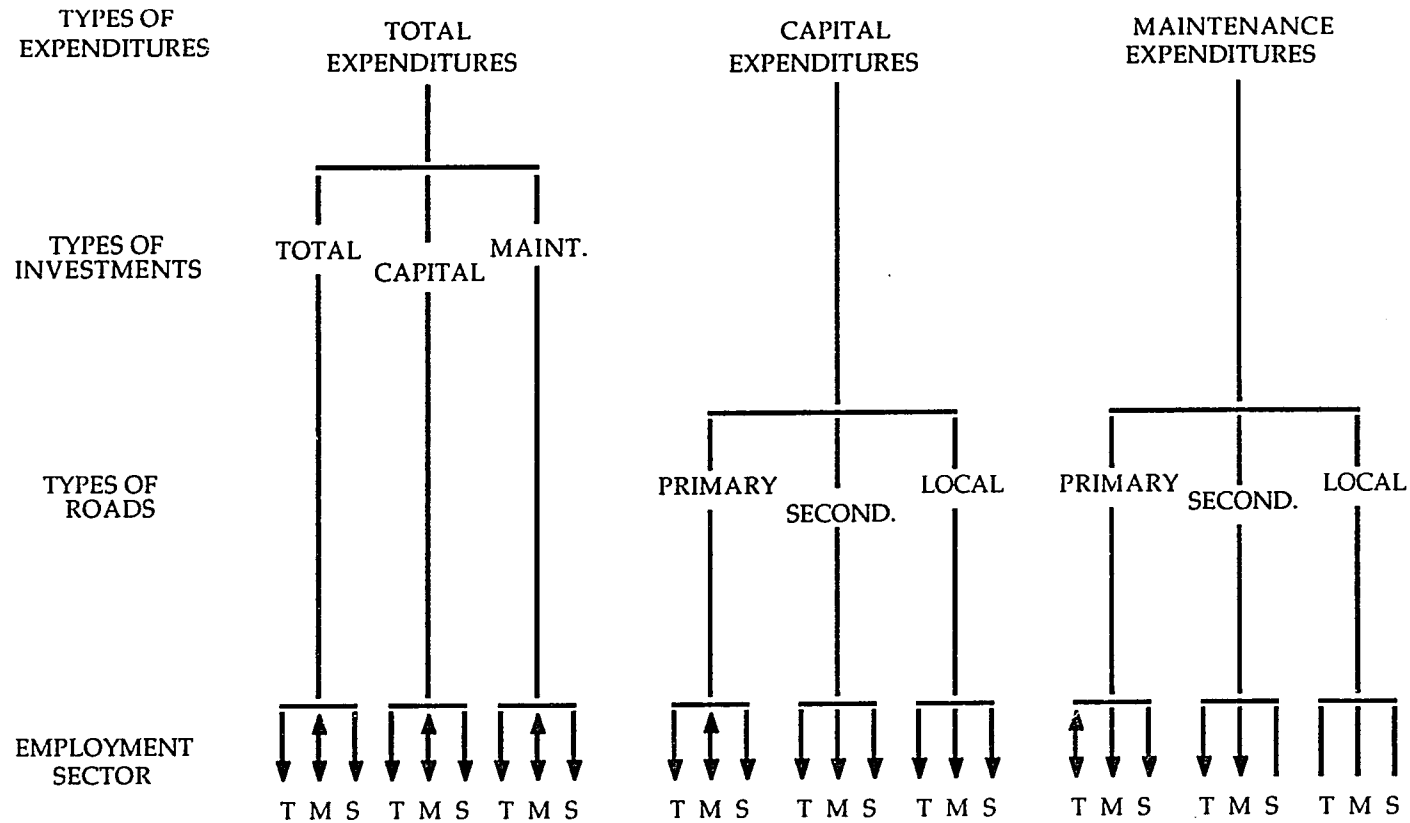 TYPES OF
EXPENDITURES
TOTAL
EXPENDITURES
CAPITAL
EXPENDITURES
MAINTENANCE
EXPENDITURES
TYPES OF
INVESTMENTS
TOTAL
CAPITAL
MAINT.
TYPES OF
ROADS
PRIMARY
SECOND.
LOCAL
PRIMARY
SECOND.
LOCAL
EMPLOYMENT
SECTOR
T M S T M S T M S T M S T M S T M S T M S T M S T M S